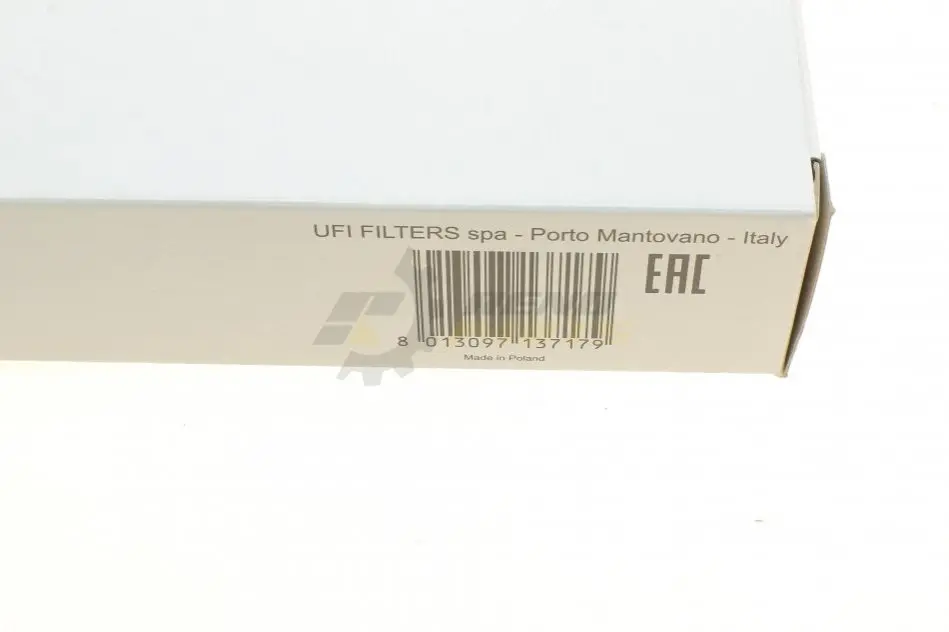 UFI FILTERS spa - Porto Mantovano - Italy
EAC
8 013097 137179
Made in Poland